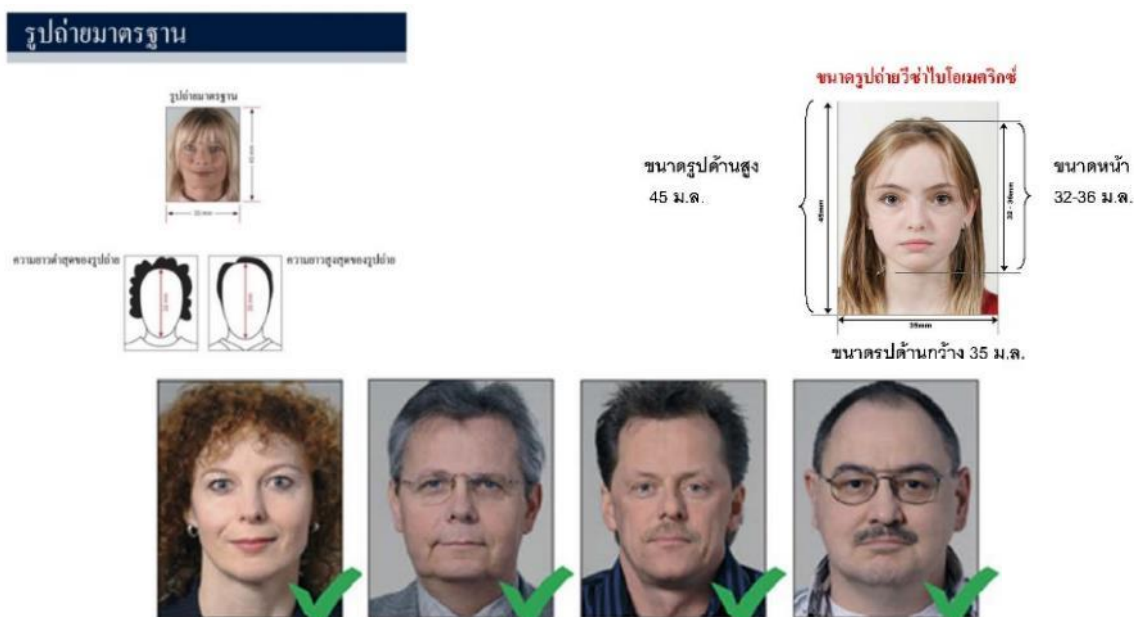 รูปถ่ายมาตรฐาน
รูปถ่ายมาตรฐาน
ขนาดรูปถ่ายวีซ่าไบโอเมตริกซ์
ขนาดรูปด้านสูง
45 ม.ล.
45mm
32 - 36mm
ขนาดหน้า
32-36 ม.ล.
35mm
ขนาดรปด้านกว้าง 35 ม.ล.
ความยาวต่ำสุดของรูปถ่าย
ความยาวสูงสุดของรูปถ่าย